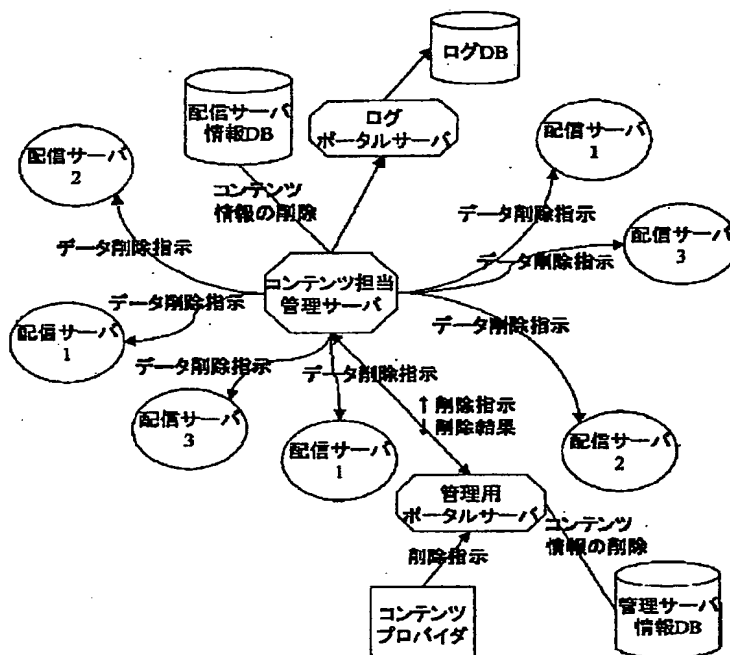 ログDB
配信サーバ
情報DB
ログ
ポータルサーバ
配信サーバ
1
配信サーバ
2
コンテンツ
情報の削除
データ削除指示
配信サーバ
3
データ削除指示
データ削除指示
コンテンツ担当
管理サーバ
データ削除指示
配信サーバ
1
データ削除指示
データ削除指示
データ削除指示
配信サーバ
3
配信サーバ
1
↑削除指示
↓削除結果
配信サーバ
2
管理用
ポータルサーバ
コンテンツ
情報の削除
削除指示
コンテンツ
プロバイダ
管理サーバ
情報DB